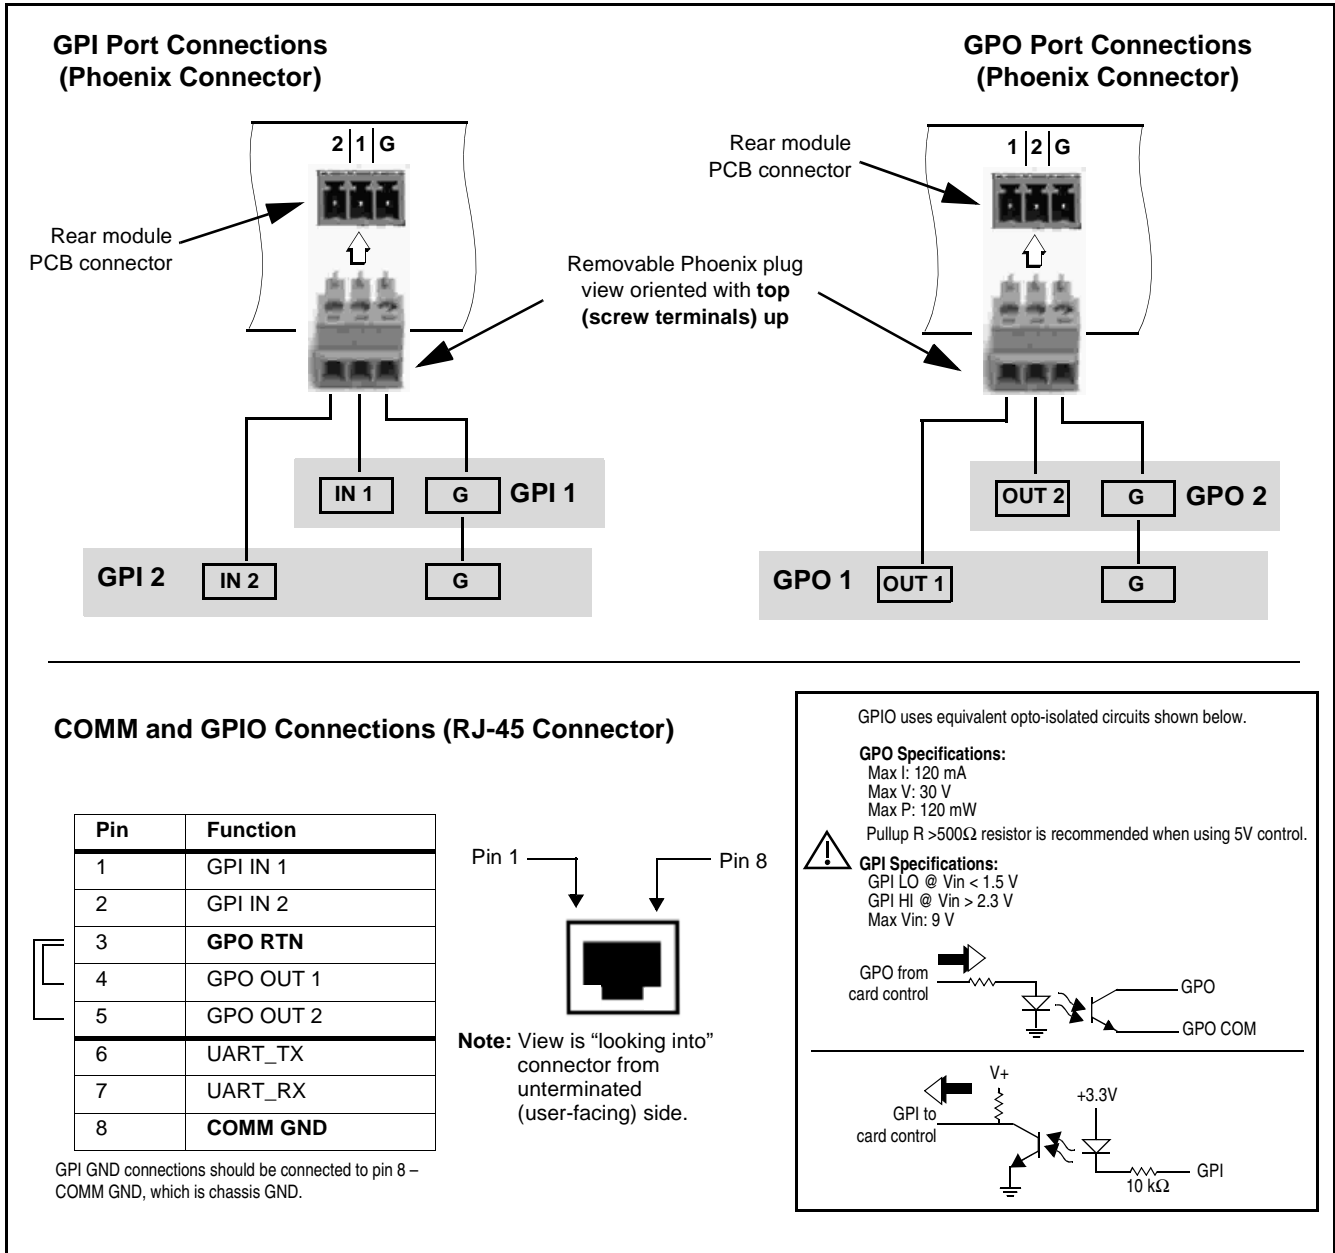 GPI Port Connections
(Phoenix Connector)
GPO Port Connections
(Phoenix Connector)
2 1 G
Rear module
PCB connector
1 2 G
Rear module
PCB connector
Removable Phoenix plug
view oriented with top
(screw terminals) up
IN 1 G GPI 1
GPI 2 IN 2 G
OUT 2 G GPO 2
GPO 1 OUT 1 G
COMM and GPIO Connections (RJ-45 Connector)
Pin Function
1 GPI IN 1
2 GPI IN 2
3 GPO RTN
4 GPO OUT 1
5 GPO OUT 2
6 UART_TX
7 UART_RX
8 COMM GND
GPI GND connections should be connected to pin 8 –
COMM GND, which is chassis GND.
Pin 1
Pin 8
Note: View is “looking into”
connector from
unterminated
(user-facing) side.
GPIO uses equivalent opto-isolated circuits shown below.
GPO Specifications:
Max I: 120 mA
Max V: 30 V
Max P: 120 mW
Pullup R >500Ω resistor is recommended when using 5V control.
GPI Specifications:
GPI LO @ Vin < 1.5 V
GPI HI @ Vin > 2.3 V
Max Vin: 9 V
GPO from
card control
GPO
GPO COM
V+
+3.3V
GPI to
card control
GPI
10 kΩ